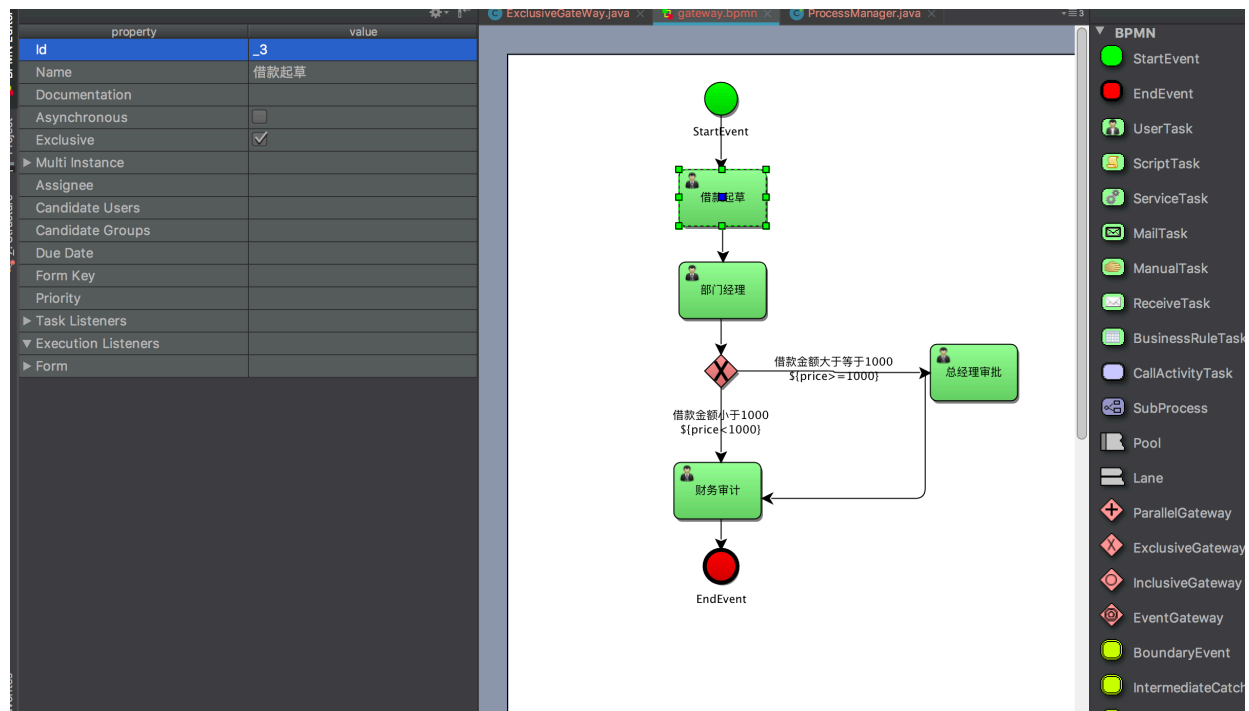 ExclusiveGateWay.java
gateway.bpmn
ProcessManager.java
3
property value
Id _3
Name 借款起草
Documentation
Asynchronous
Exclusive
Multi Instance
Assignee
Candidate Users
Candidate Groups
Due Date
Form Key
Priority
Task Listeners
Execution Listeners
Form
StartEvent
借款起草
部门经理
借款金额大于等于1000
${price>=1000}
总经理审批
借款金额小于1000
${price<1000}
财务审计
EndEvent
BPMN
StartEvent
EndEvent
UserTask
ScriptTask
ServiceTask
MailTask
ManualTask
ReceiveTask
BusinessRuleTask
CallActivityTask
SubProcess
Pool
Lane
ParallelGateway
ExclusiveGateway
InclusiveGateway
EventGateway
BoundaryEvent
IntermediateCatch